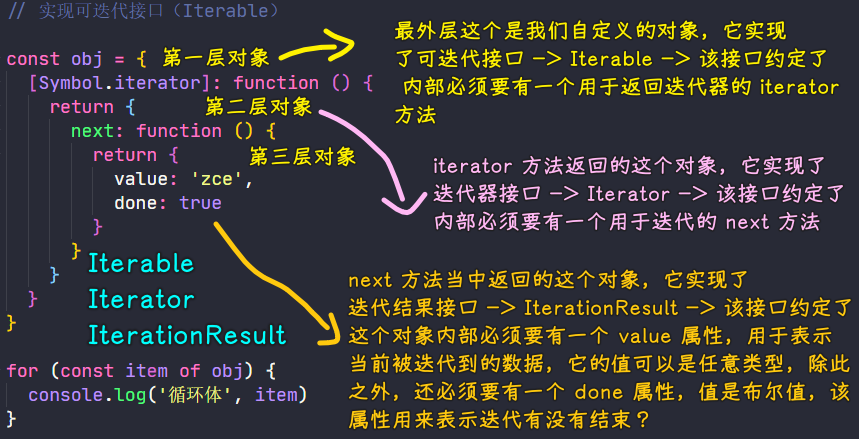 // 实现可迭代接口（Iterable）
const obj = { 第一层对象
[Symbol.iterator]: function () {
return { 第二层对象
next: function () {
return { 第三层对象
value: 'zce',
done: true
}
}
}
}
}
for (const item of obj) {
console.log('循环体', item)
}
Iterable
Iterator
IterationResult
最外层这个是我们自定义的对象，它实现
了可迭代接口 -> Iterable -> 该接口约定了
内部必须要有一个用于返回迭代器的 iterator
方法
iterator 方法返回的这个对象，它实现了
迭代器接口 -> Iterator -> 该接口约定了
内部必须要有一个用于迭代的 next 方法
next 方法当中返回的这个对象，它实现了
迭代结果接口 -> IterationResult -> 该接口约定了
这个对象内部必须要有一个 value 属性，用于表示
当前被迭代到的数据，它的值可以是任意类型，除此
之外，还必须要有一个 done 属性，值是布尔值，该
属性用来表示迭代有没有结束？